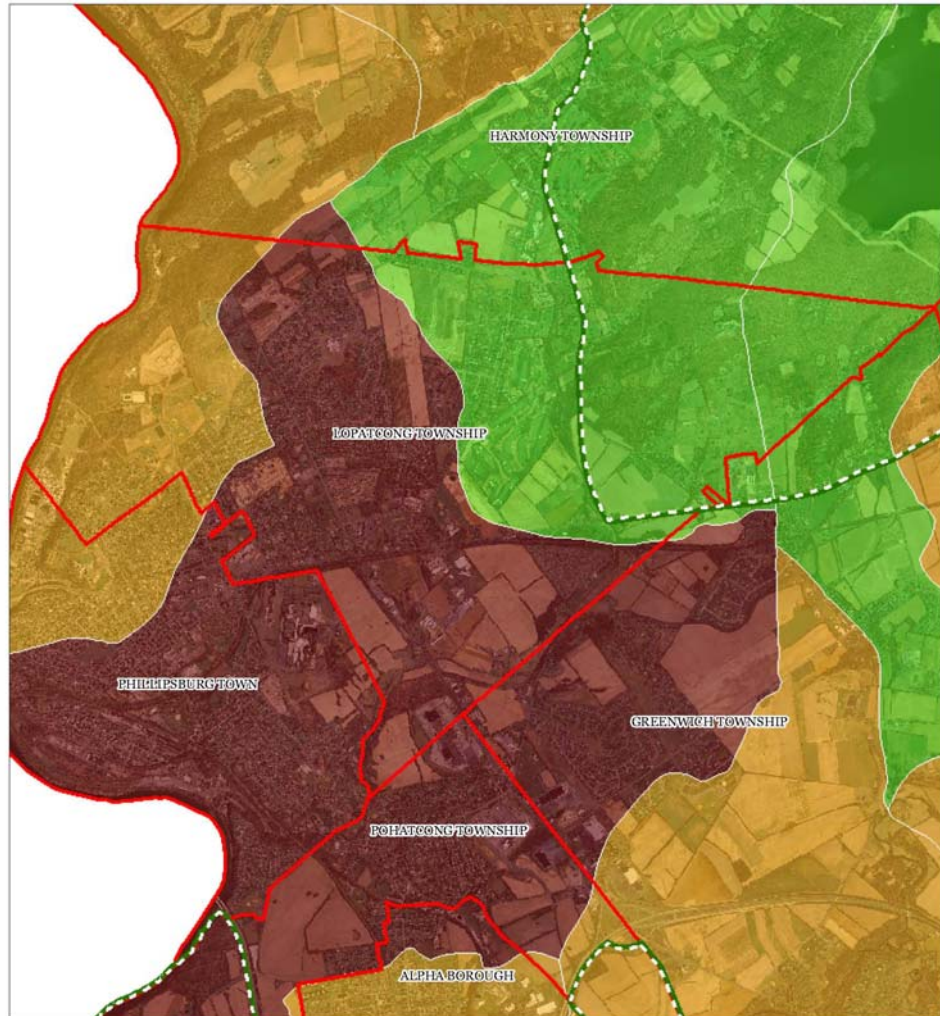 HARMONY TOWNSHIP
LOPATCONG TOWNSHIP
PHILLIPSBURG TOWN
GREENWICH TOWNSHIP
POHATCONG TOWNSHIP
ALPHA BOROUGH